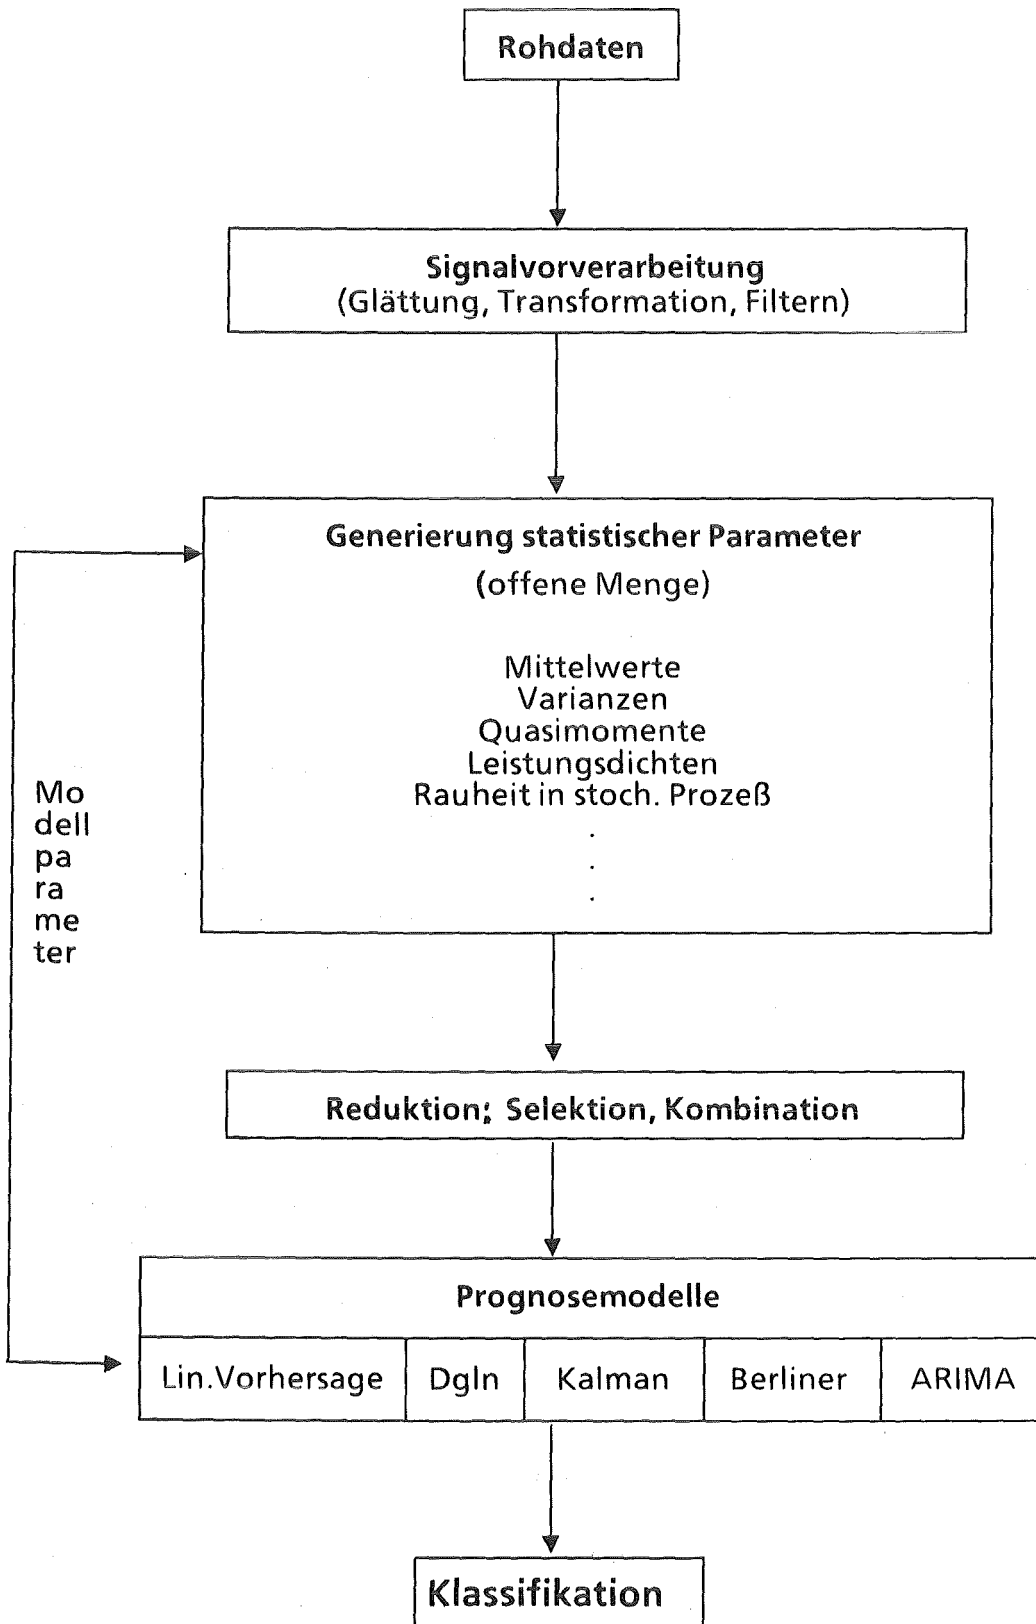 Rohdaten
Signalvorverarbeitung
(Glättung, Transformation, Filtern)
Generierung statistischer Parameter
(offene Menge)
Mittelwerte
Varianzen
Quasimomente
Leistungsdichten
Rauheit in stoch. Prozeß
.
.
.
Mo
dell
pa
ra
me
ter
Reduktion; Selektion, Kombination
Prognosemodelle
Lin.Vorhersage Dgln Kalman Berliner ARIMA
Klassifikation